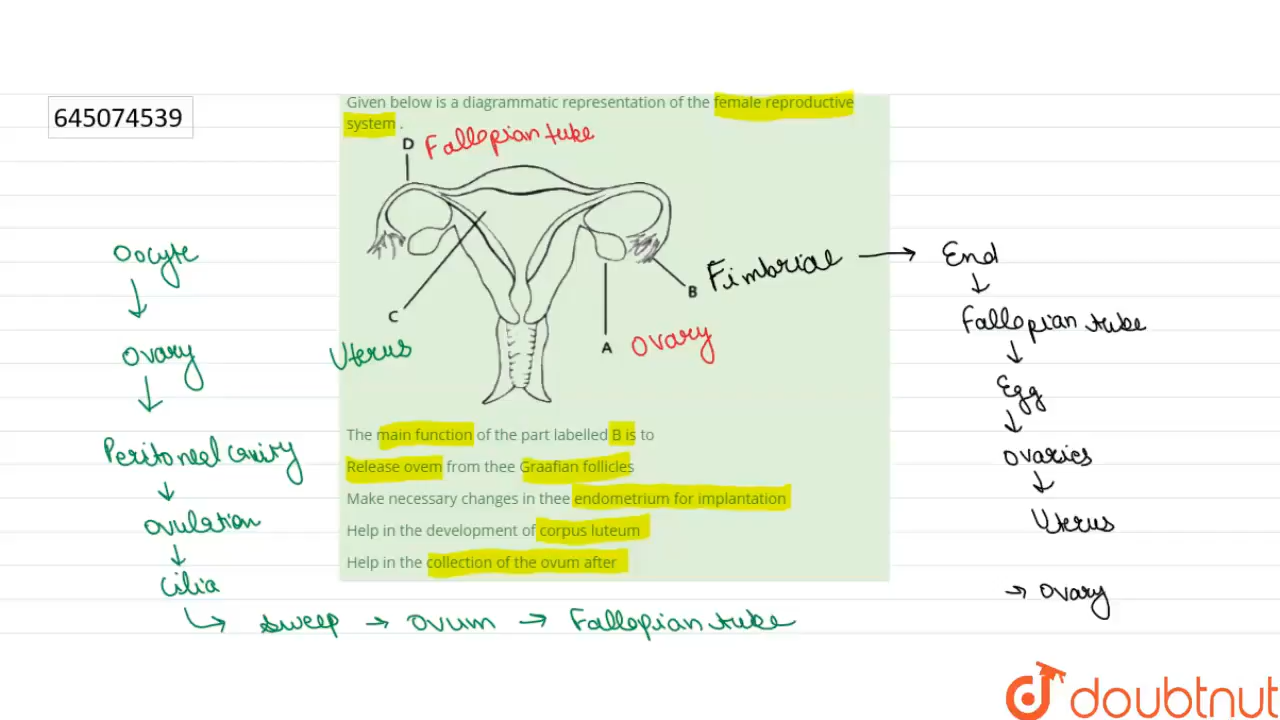 645074539
Given below is a diagrammatic representation of the female reproductive
system .
D Fallopian tube
Oocyte
↓
Ovary
↓
Peritoneal cavity
↓
Ovulation
↓
Cilia
↳ sweep → ovum → Fallopian tube
C
Uterus
B Fimbriae → End
A Ovary
↓
Fallopian tube
↓
Egg
↓
ovaries
↓
Uterus
→ Ovary
The main function of the part labelled B is to
Release ovem from thee Graafian follicles
Make necessary changes in thee endometrium for implantation
Help in the development of corpus luteum
Help in the collection of the ovum after
doubtnut